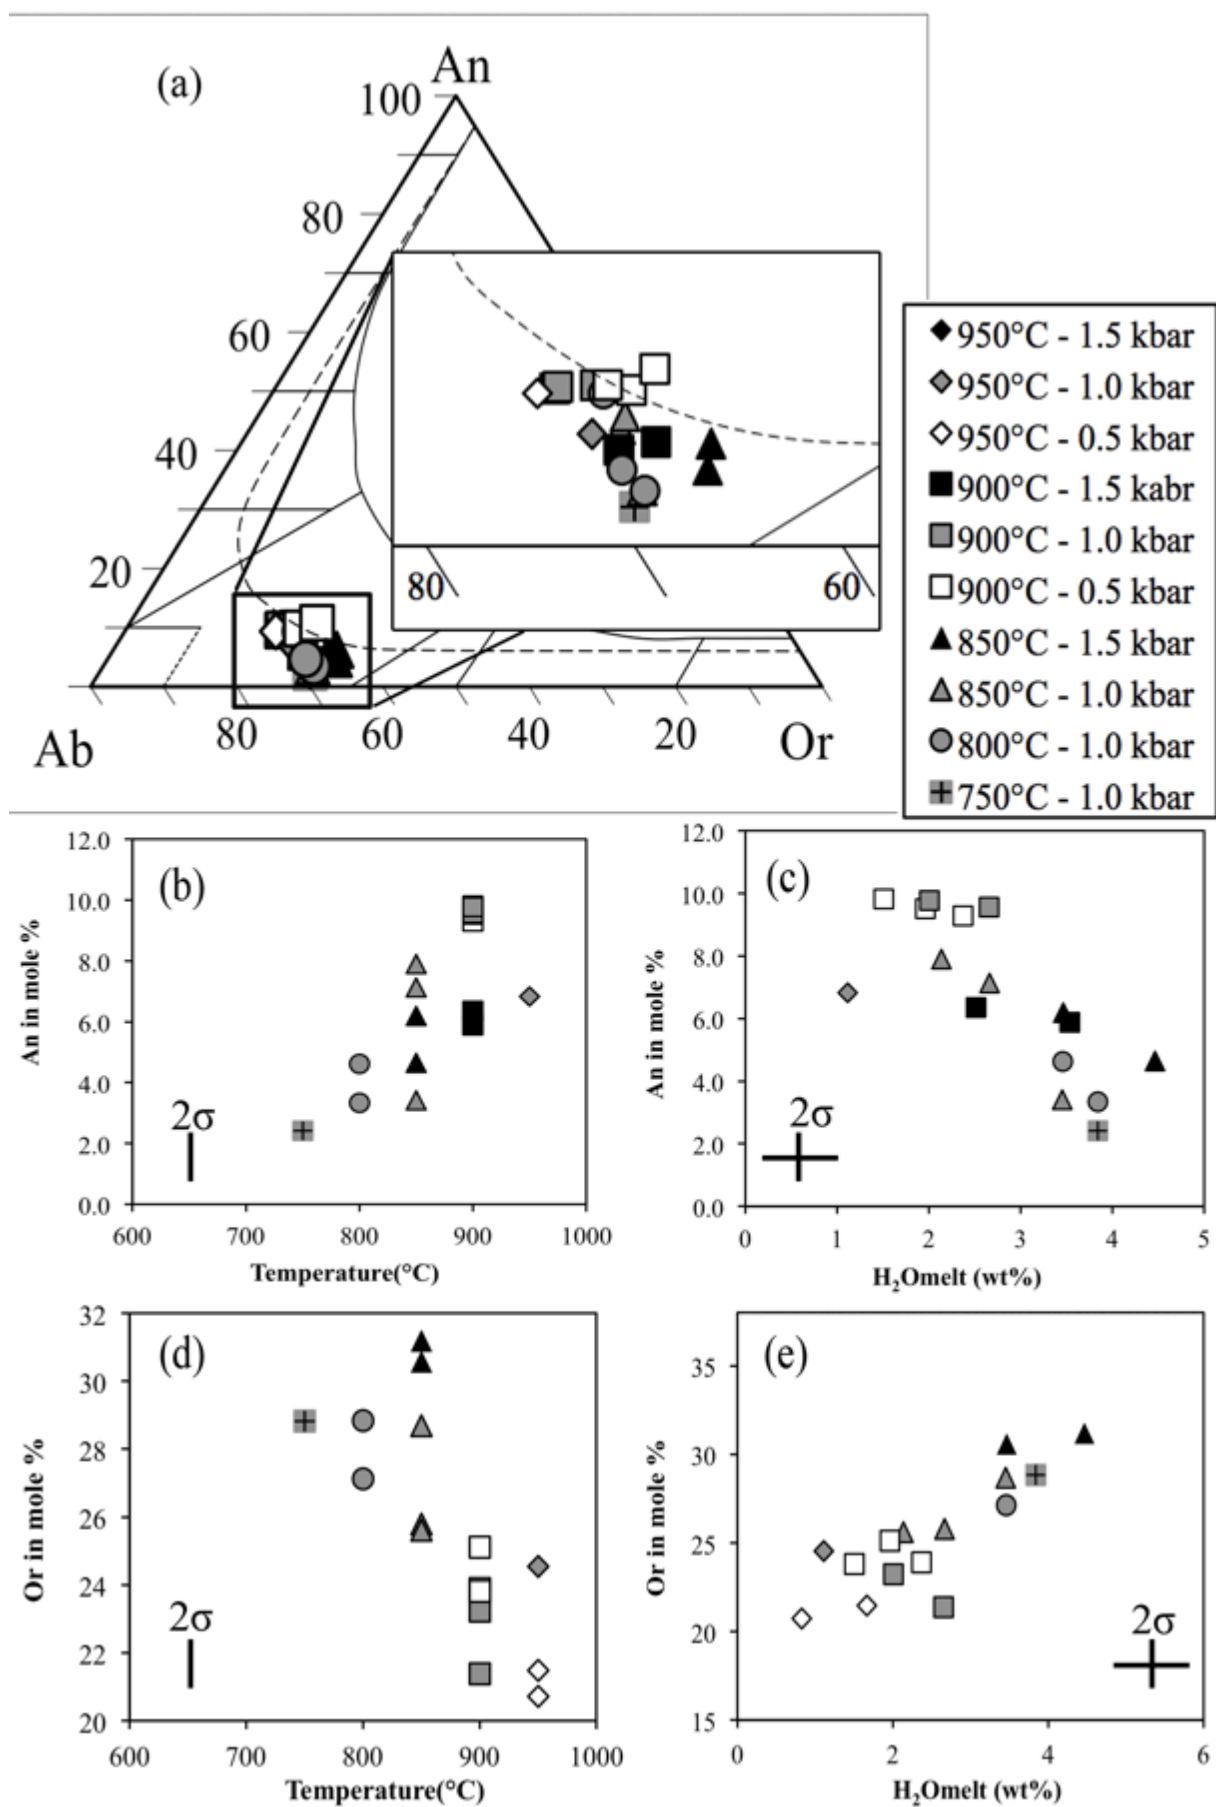 (a)
An
100
80
60
40
20
80
60
Ab
80
60
40
20
Or
950°C - 1.5 kbar
950°C - 1.0 kbar
950°C - 0.5 kbar
900°C - 1.5 kabr
900°C - 1.0 kbar
900°C - 0.5 kbar
850°C - 1.5 kbar
850°C - 1.0 kbar
800°C - 1.0 kbar
750°C - 1.0 kbar
(b)
An in mole %
12.0
10.0
8.0
6.0
4.0
2.0
0.0
2σ
600 700 800 900 1000
Temperature(°C)
(c)
An in mole %
12.0
10.0
8.0
6.0
4.0
2.0
0.0
2σ
0 1 2 3 4 5
H₂Omelt (wt%)
(d)
Or in mole %
32
30
28
26
24
22
20
2σ
600 700 800 900 1000
Temperature(°C)
(e)
Or in mole %
35
30
25
20
15
2σ
0 2 4 6
H₂Omelt (wt%)